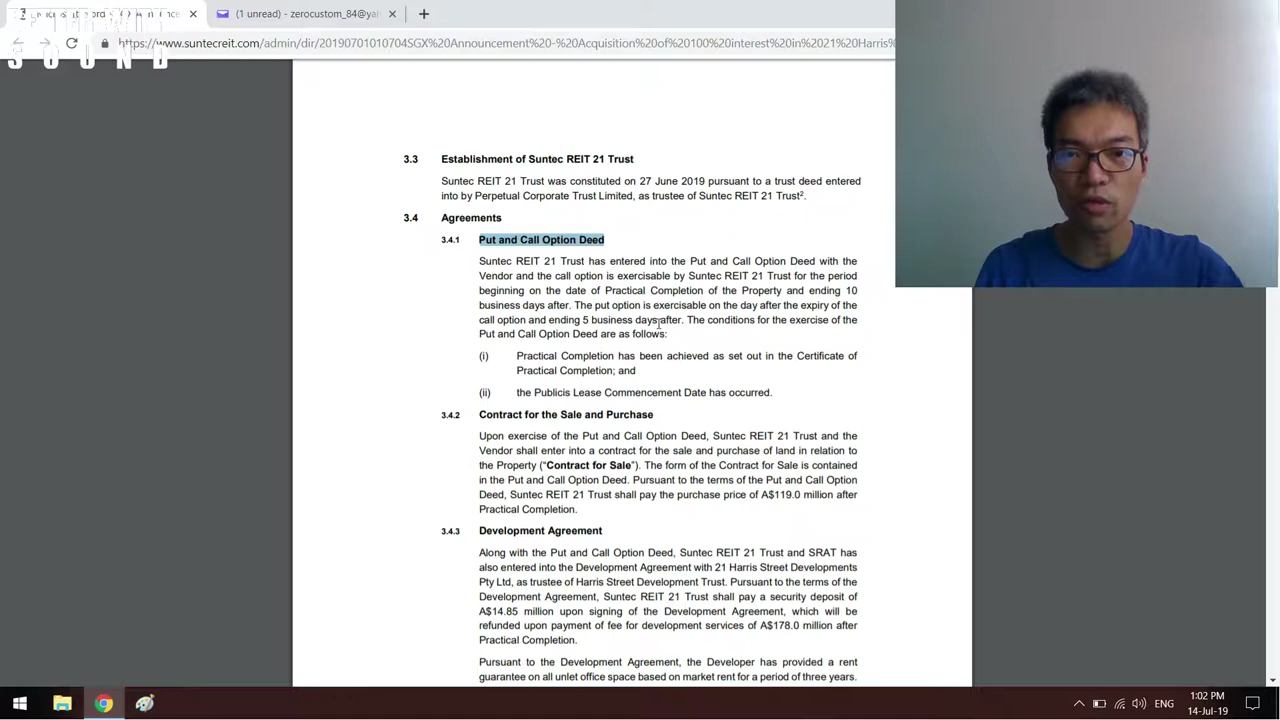 (1 unread) - zerocustom_84@yah
https://www.suntecreit.com/admin/dir/20190701010704SGX%20Announcement%20-%20Acquisition%20of%20100%20interest%20in%2021%20Harris%
S O U N D
3.3 Establishment of Suntec REIT 21 Trust
Suntec REIT 21 Trust was constituted on 27 June 2019 pursuant to a trust deed entered
into by Perpetual Corporate Trust Limited, as trustee of Suntec REIT 21 Trust2.
3.4 Agreements
3.4.1 Put and Call Option Deed
Suntec REIT 21 Trust has entered into the Put and Call Option Deed with the
Vendor and the call option is exercisable by Suntec REIT 21 Trust for the period
beginning on the date of Practical Completion of the Property and ending 10
business days after. The put option is exercisable on the day after the expiry of the
call option and ending 5 business days after. The conditions for the exercise of the
Put and Call Option Deed are as follows:
(i) Practical Completion has been achieved as set out in the Certificate of
Practical Completion; and
(ii) the Publicis Lease Commencement Date has occurred.
3.4.2 Contract for the Sale and Purchase
Upon exercise of the Put and Call Option Deed, Suntec REIT 21 Trust and the
Vendor shall enter into a contract for the sale and purchase of land in relation to
the Property ("Contract for Sale"). The form of the Contract for Sale is contained
in the Put and Call Option Deed. Pursuant to the terms of the Put and Call Option
Deed, Suntec REIT 21 Trust shall pay the purchase price of A$119.0 million after
Practical Completion.
3.4.3 Development Agreement
Along with the Put and Call Option Deed, Suntec REIT 21 Trust and SRAT has
also entered into the Development Agreement with 21 Harris Street Developments
Pty Ltd, as trustee of Harris Street Development Trust. Pursuant to the terms of the
Development Agreement, Suntec REIT 21 Trust shall pay a security deposit of
A$14.85 million upon signing of the Development Agreement, which will be
refunded upon payment of fee for development services of A$178.0 million after
Practical Completion.
Pursuant to the Development Agreement, the Developer has provided a rent
guarantee on all unlet office space based on market rent for a period of three years.
ENG
1:02 PM
14-Jul-19